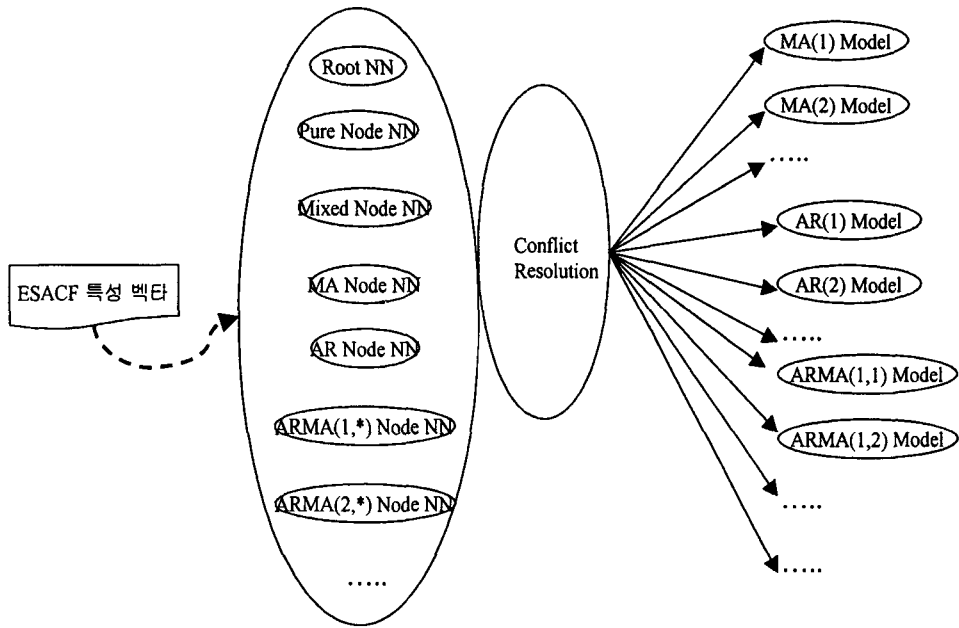 ESACF 특성 벡타
Root NN
Pure Node NN
Mixed Node NN
MA Node NN
AR Node NN
ARMA(1,*) Node NN
ARMA(2,*) Node NN
.....
Conflict
Resolution
MA(1) Model
MA(2) Model
.....
AR(1) Model
AR(2) Model
.....
ARMA(1,1) Model
ARMA(1,2) Model
.....
.....